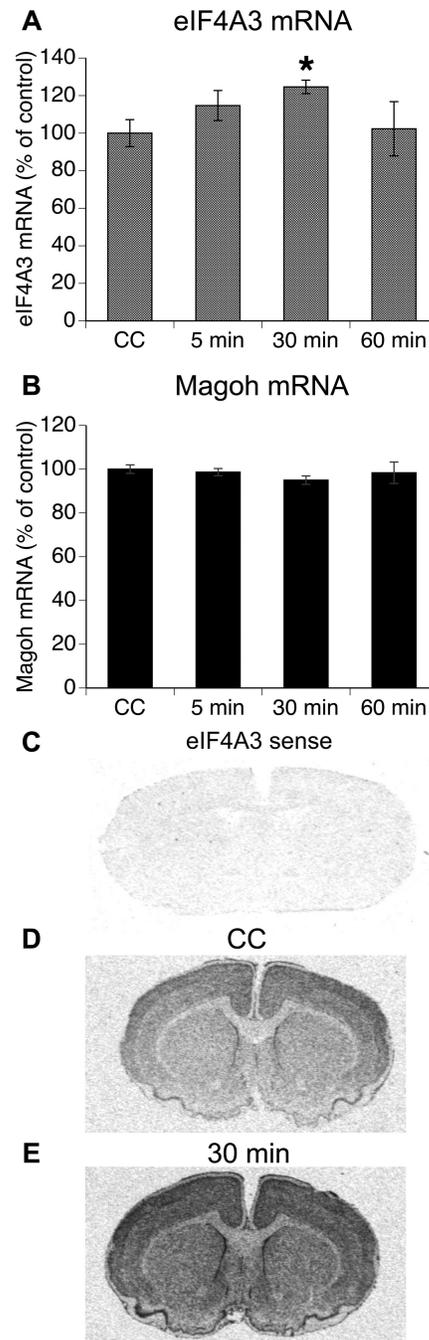 A eIF4A3 mRNA
eIF4A3 mRNA (% of control)
140
120
100
80
60
40
120
0
*
CC 5 min 30 min 60 min
B Magoh mRNA
Magoh mRNA (% of control)
120
100
80
60
40
20
0
CC 5 min 30 min 60 min
C eIF4A3 sense
D CC
E 30 min